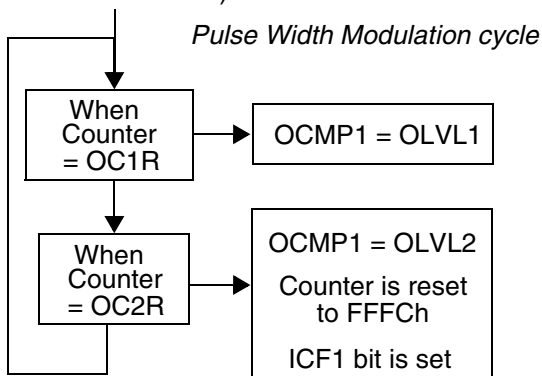 Pulse Width Modulation cycle
When
Counter
= OC1R
OCMP1 = OLVL1
When
Counter
= OC2R
OCMP1 = OLVL2
Counter is reset
to FFFCh
ICF1 bit is set